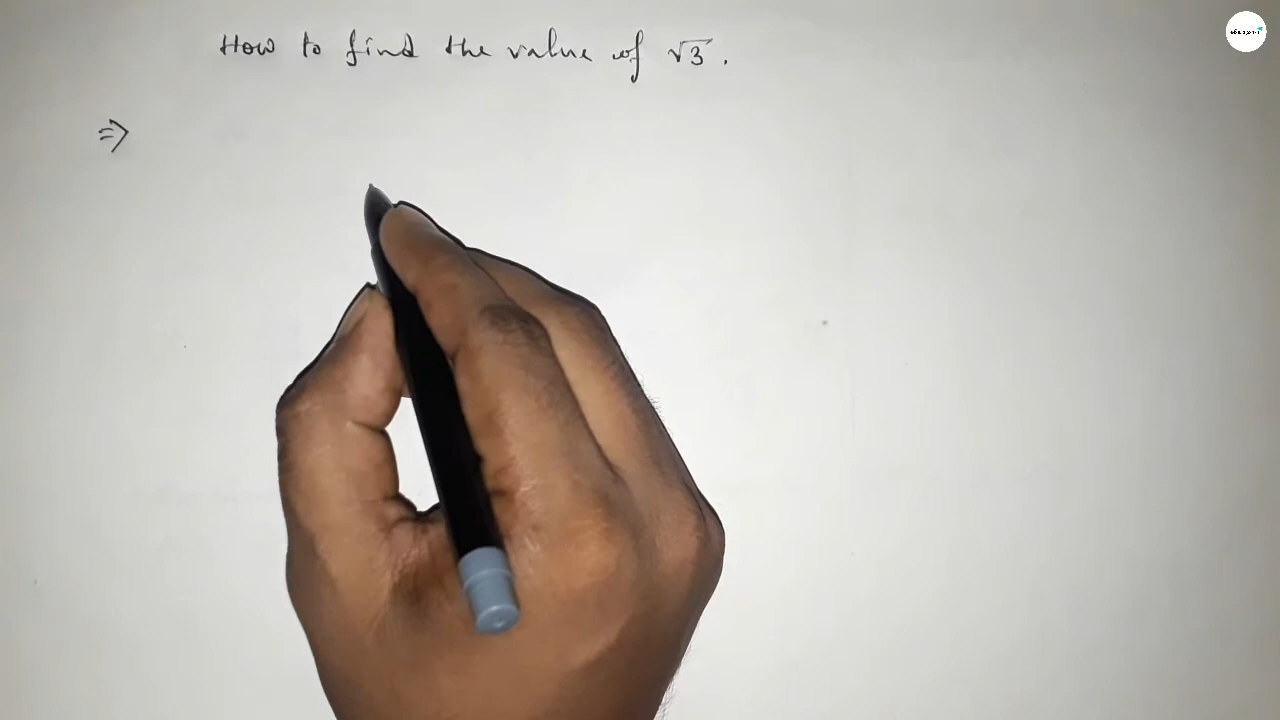 How to find the value of √3.
⇒